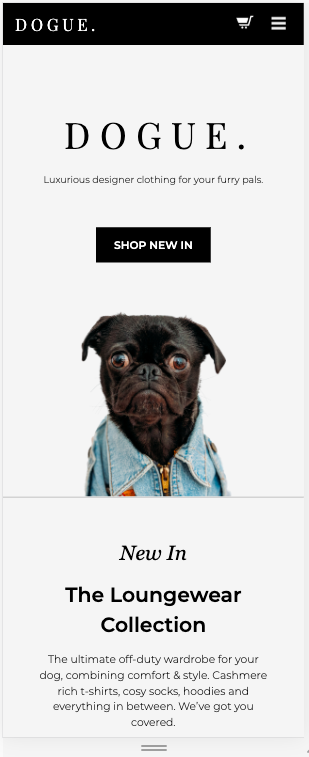 DOGUE.
DOGUE.
Luxurious designer clothing for your furry pals.
SHOP NEW IN
New In
The Loungewear
Collection
The ultimate off-duty wardrobe for your
dog, combining comfort & style. Cashmere
rich t-shirts, cosy socks, hoodies and
everything in between. We've got you
covered.